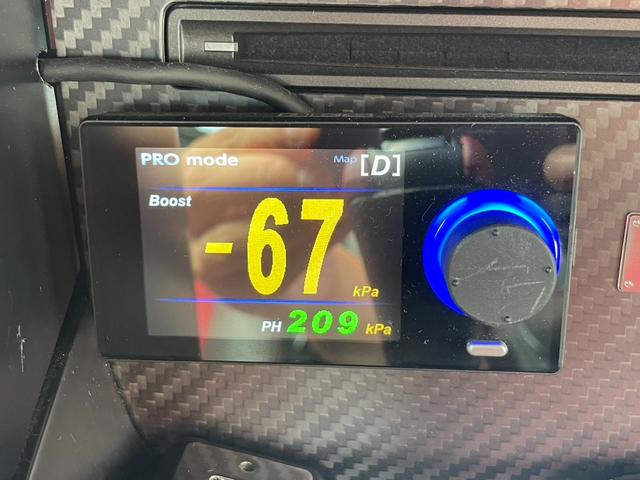 PRO mode Map [D]
Boost
-67
kPa
PH 209 kPa